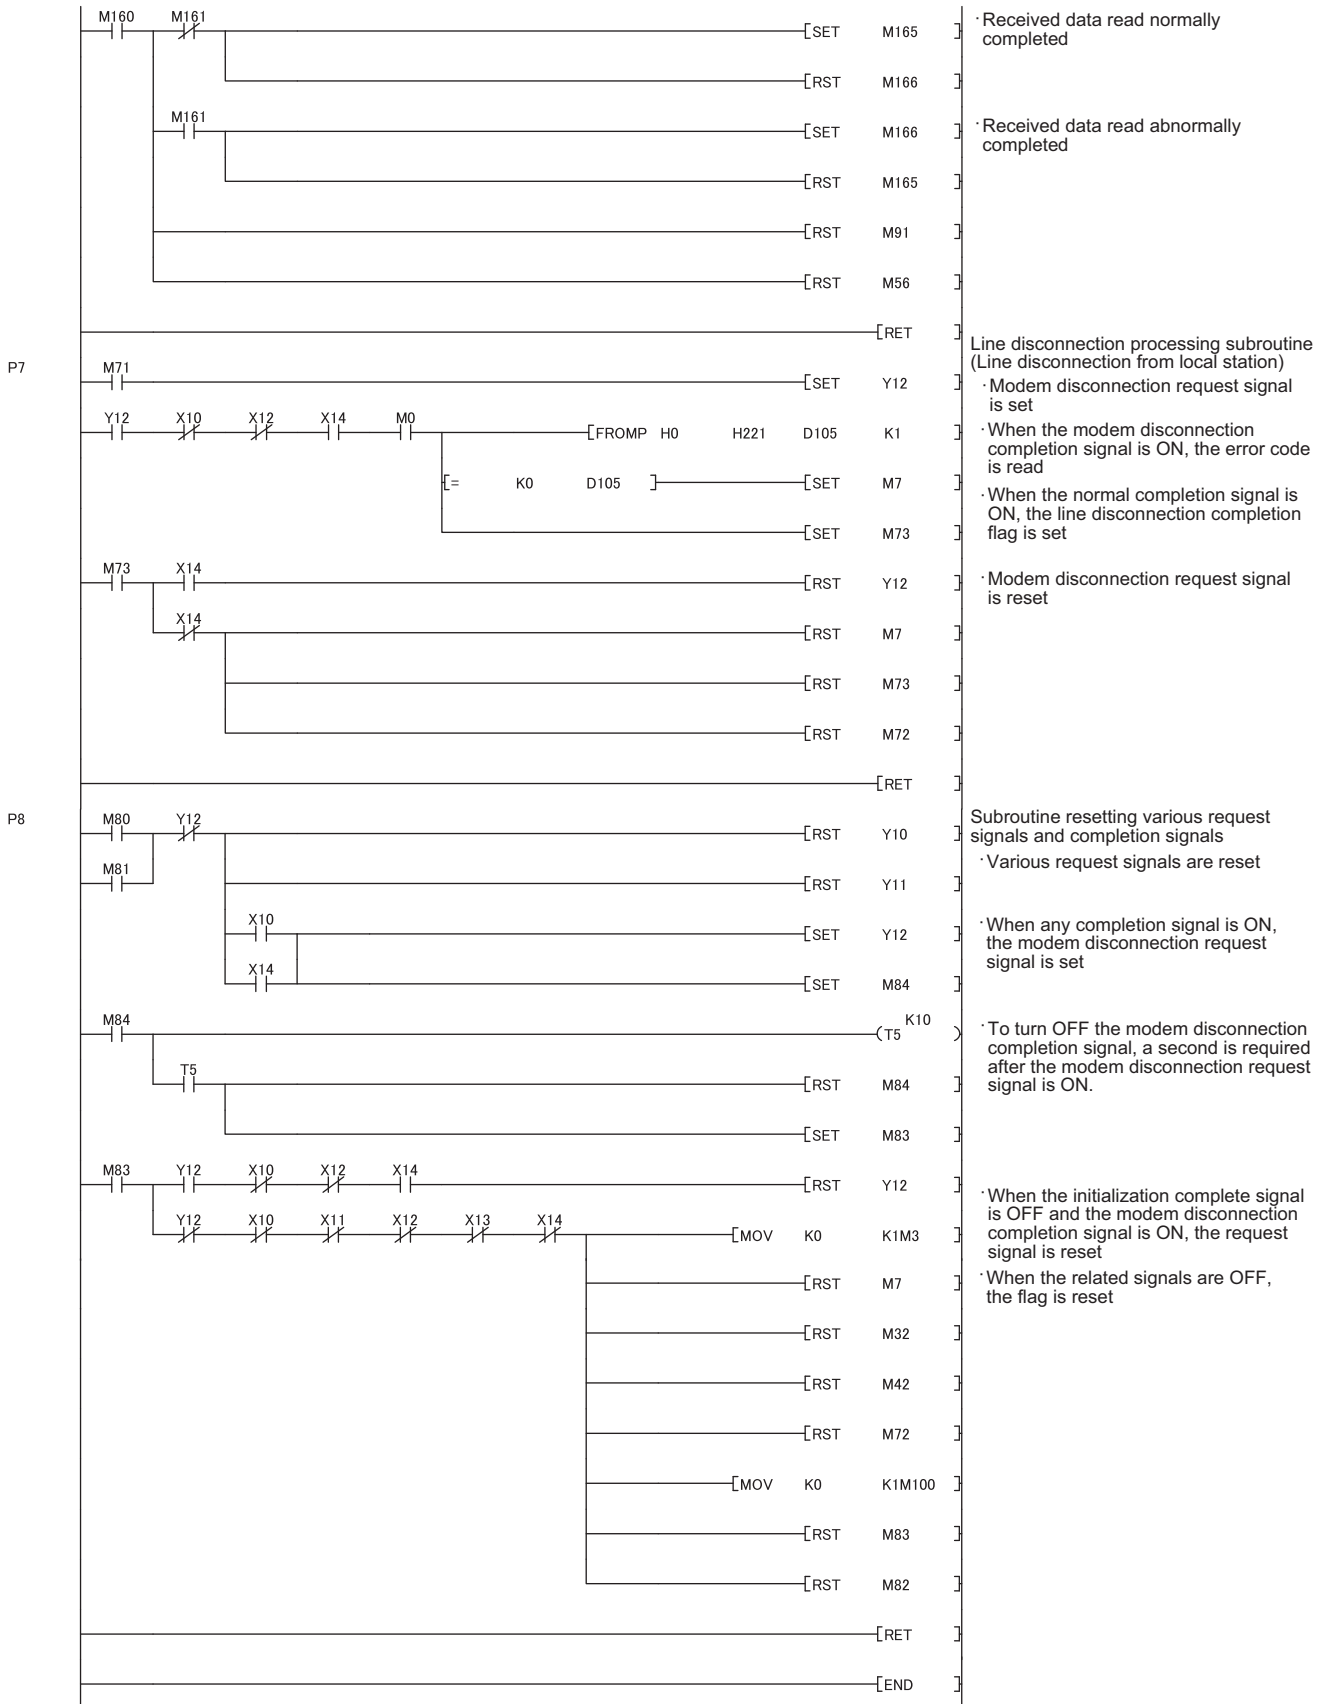 M160 M161
[SET M165 ]
·Received data read normally
completed
[RST M166 ]
M161
[SET M166 ]
·Received data read abnormally
completed
[RST M165 ]
[RST M91 ]
[RST M56 ]
[RET ]
Line disconnection processing subroutine
(Line disconnection from local station)
P7
M71
[SET Y12 ]
·Modem disconnection request signal
is set
Y12 X10 X12 X14 M0
[FROMP H0 H221 D105 K1 ]
·When the modem disconnection
completion signal is ON, the error code
is read
[= K0 D105 ]
[SET M7 ]
·When the normal completion signal is
ON, the line disconnection completion
flag is set
[SET M73 ]
M73 X14
[RST Y12 ]
·Modem disconnection request signal
is reset
X14
[RST M7 ]
[RST M73 ]
[RST M72 ]
[RET ]
P8
M80 Y12
[RST Y10 ]
Subroutine resetting various request
signals and completion signals
M81
[RST Y11 ]
·Various request signals are reset
X10
[SET Y12 ]
·When any completion signal is ON,
the modem disconnection request
signal is set
X14
[SET M84 ]
M84
K10
(T5 )
·To turn OFF the modem disconnection
completion signal, a second is required
after the modem disconnection request
signal is ON.
T5
[RST M84 ]
[SET M83 ]
M83 Y12 X10 X12 X14
[RST Y12 ]
·When the initialization complete signal
is OFF and the modem disconnection
completion signal is ON, the request
signal is reset
Y12 X10 X11 X12 X13 X14
[MOV K0 K1M3 ]
[RST M7 ]
·When the related signals are OFF,
the flag is reset
[RST M32 ]
[RST M42 ]
[RST M72 ]
[MOV K0 K1M100 ]
[RST M83 ]
[RST M82 ]
[RET ]
[END ]